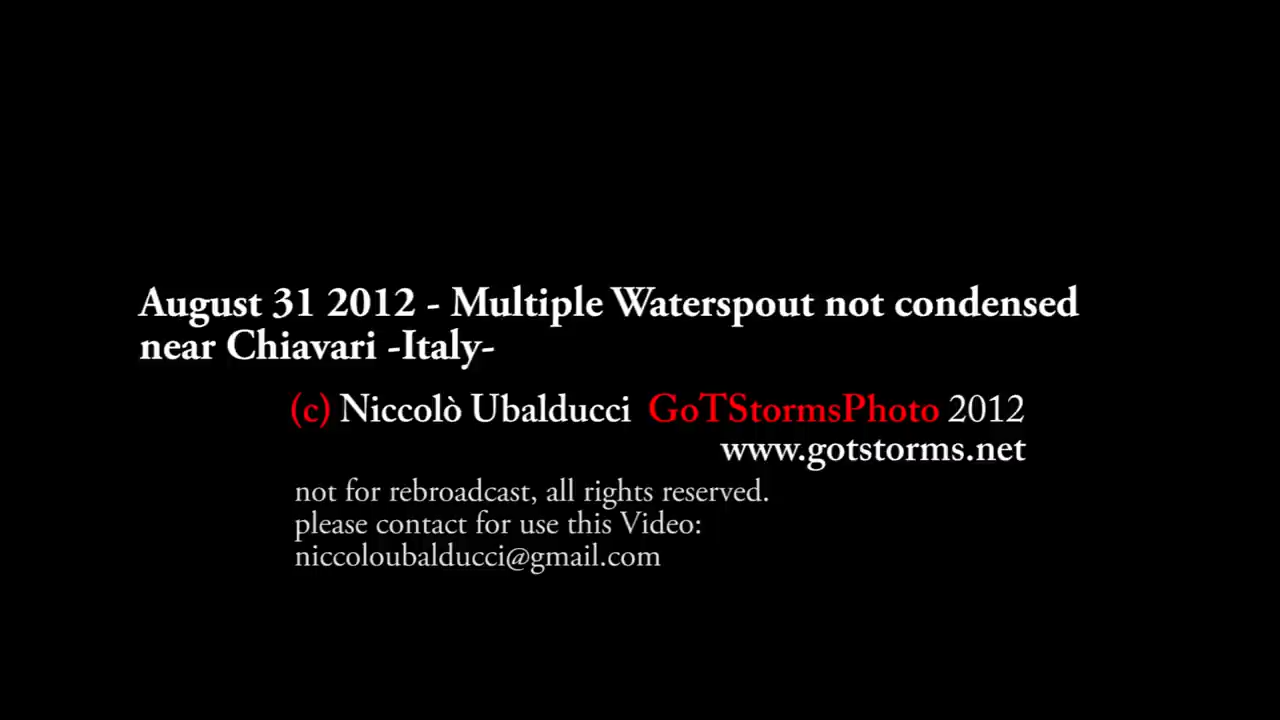 August 31 2012 - Multiple Waterspout not condensed
near Chiavari -Italy-
(c) Niccolò Ubalducci GoTStormsPhoto 2012
www.gotstorms.net
not for rebroadcast, all rights reserved.
please contact for use this Video:
niccoloubalducci@gmail.com